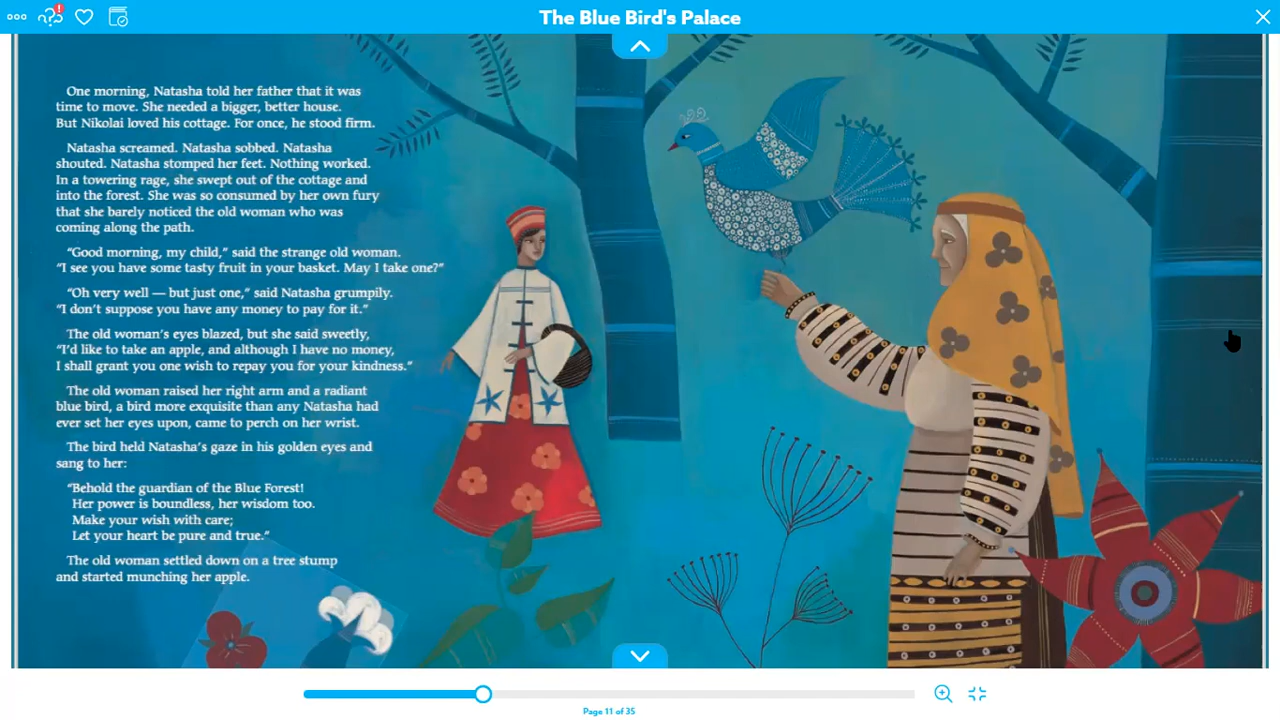 The Blue Bird's Palace
One morning, Natasha told her father that it was
time to move. She needed a bigger, better house.
But Nikolai loved his cottage. For once, he stood firm.
Natasha screamed. Natasha sobbed. Natasha
shouted. Natasha stomped her feet. Nothing worked.
In a towering rage, she swept out of the cottage and
into the forest. She was so consumed by her own fury
that she barely noticed the old woman who was
coming along the path.
“Good morning, my child,” said the strange old woman.
“I see you have some tasty fruit in your basket. May I take one?”
“Oh very well — but just one,” said Natasha grumpily.
“I don’t suppose you have any money to pay for it.”
The old woman’s eyes blazed, but she said sweetly,
“I’d like to take an apple, and although I have no money,
I shall grant you one wish to repay you for your kindness.”
The old woman raised her right arm and a radiant
blue bird, a bird more exquisite than any Natasha had
ever set her eyes upon, came to perch on her wrist.
The bird held Natasha’s gaze in his golden eyes and
sang to her:
“Behold the guardian of the Blue Forest!
Her power is boundless, her wisdom too.
Make your wish with care;
Let your heart be pure and true.”
The old woman settled down on a tree stump
and started munching her apple.
Page 11 of 35